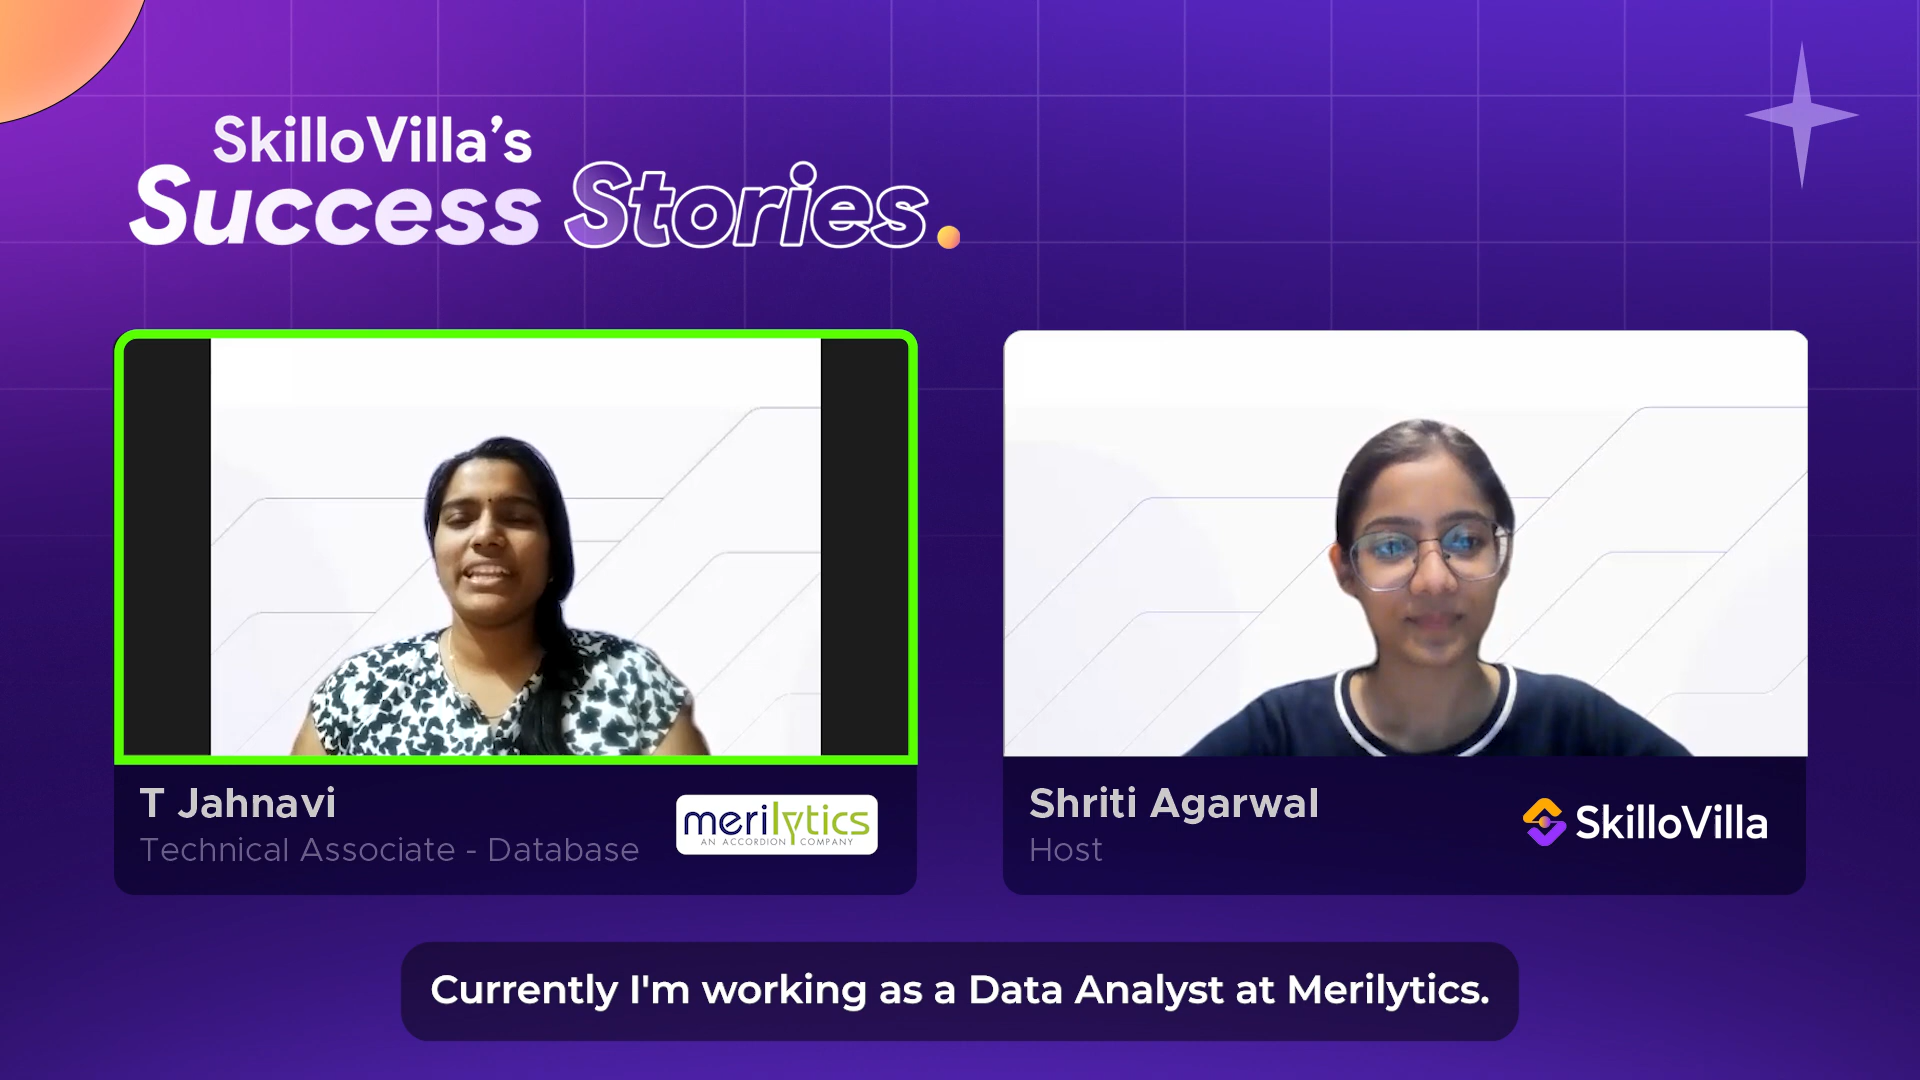 SkilloVilla's
Success Stories.
T Jahnavi
Technical Associate - Database
merilytics
AN ACCORDION COMPANY
Shriti Agarwal
Host
SkilloVilla
Currently I'm working as a Data Analyst at Merilytics.